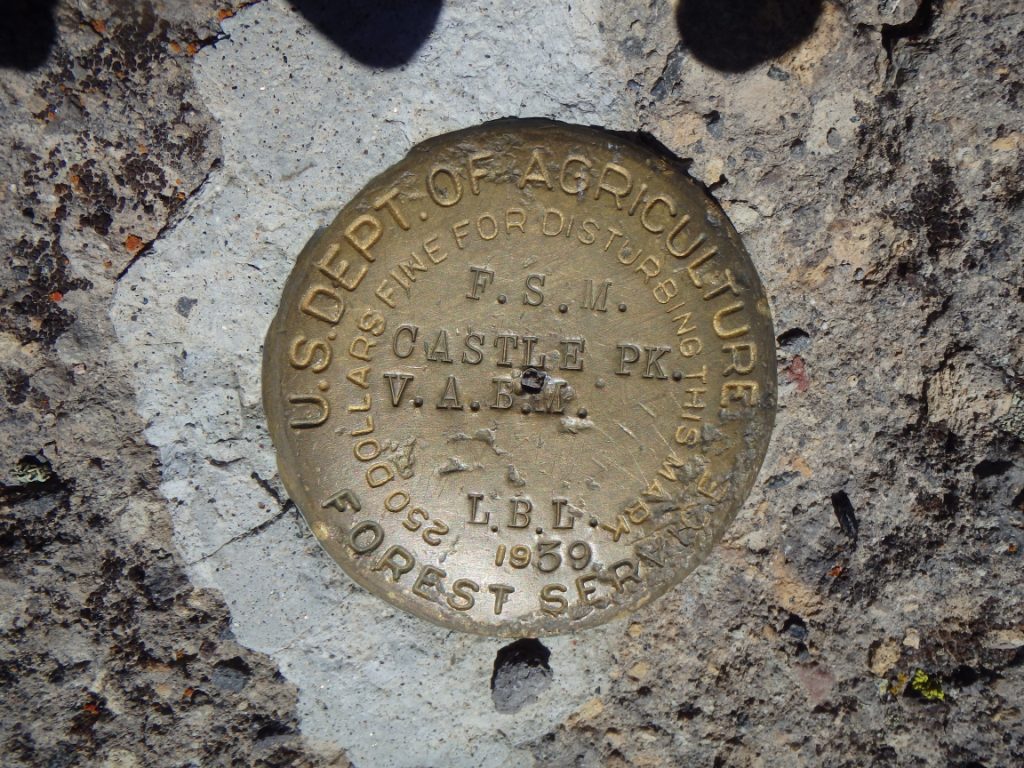 U.S. DEPT. OF AGRICULTURE
250 DOLLARS FINE FOR DISTURBING THIS MARK
F.S.M.
CASTLE PK.
V.A.B.M.
L.B.L.
1939
FOREST SERVICE